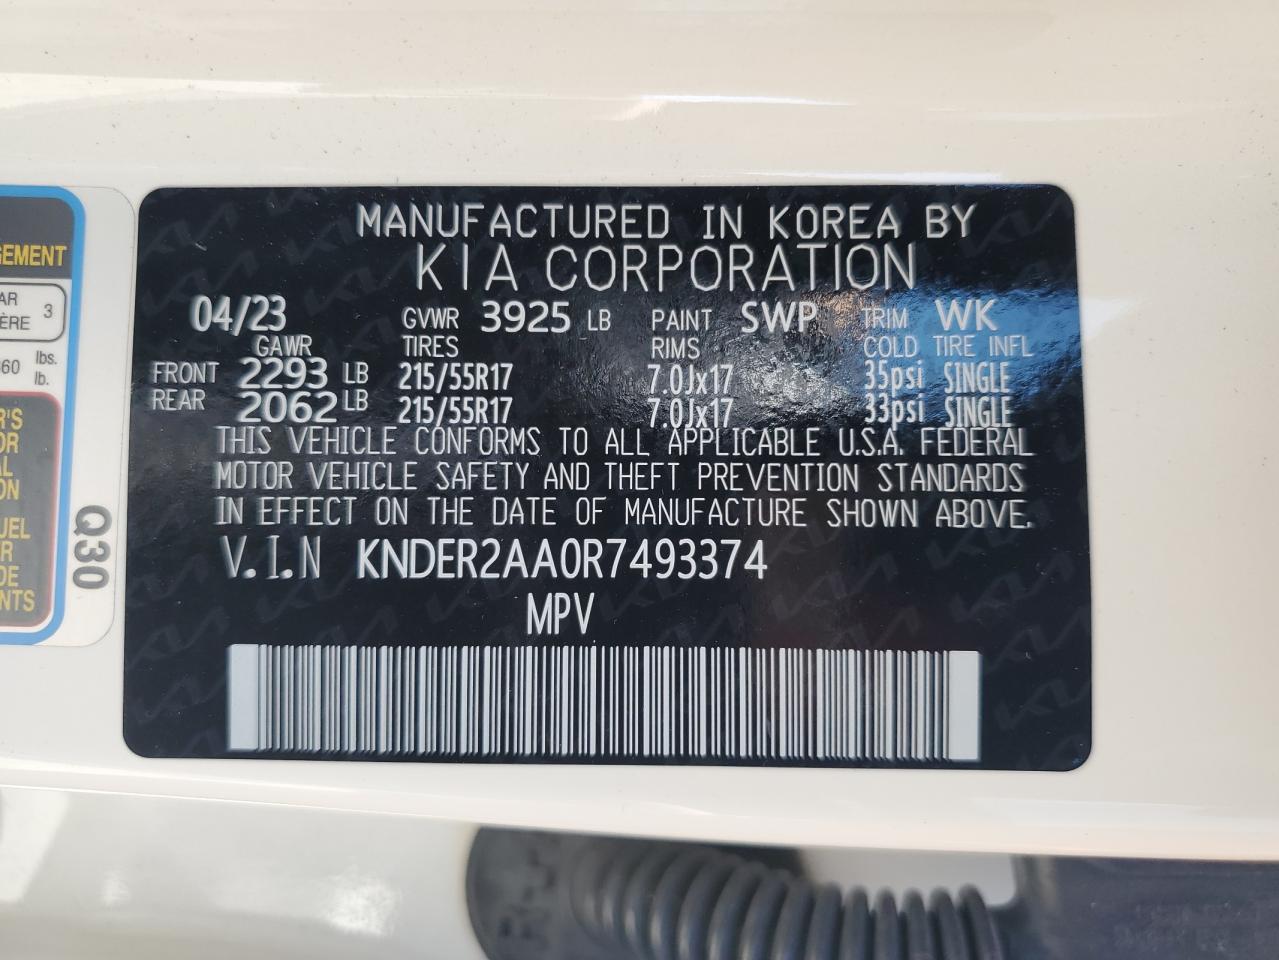 MANUFACTURED IN KOREA BY
KIA CORPORATION
04/23 GVWR 3925 LB PAINT SWP TRIM WK
GAWR TIRES RIMS COLD TIRE INFL
FRONT 2293 LB 215/55R17 7.0Jx17 35psi SINGLE
REAR 2062 LB 215/55R17 7.0Jx17 33psi SINGLE
THIS VEHICLE CONFORMS TO ALL APPLICABLE U.S.A. FEDERAL
MOTOR VEHICLE SAFETY AND THEFT PREVENTION STANDARDS
IN EFFECT ON THE DATE OF MANUFACTURE SHOWN ABOVE.
V.I.N KNDER2AA0R7493374
MPV
Q30
3
lbs.
lb.